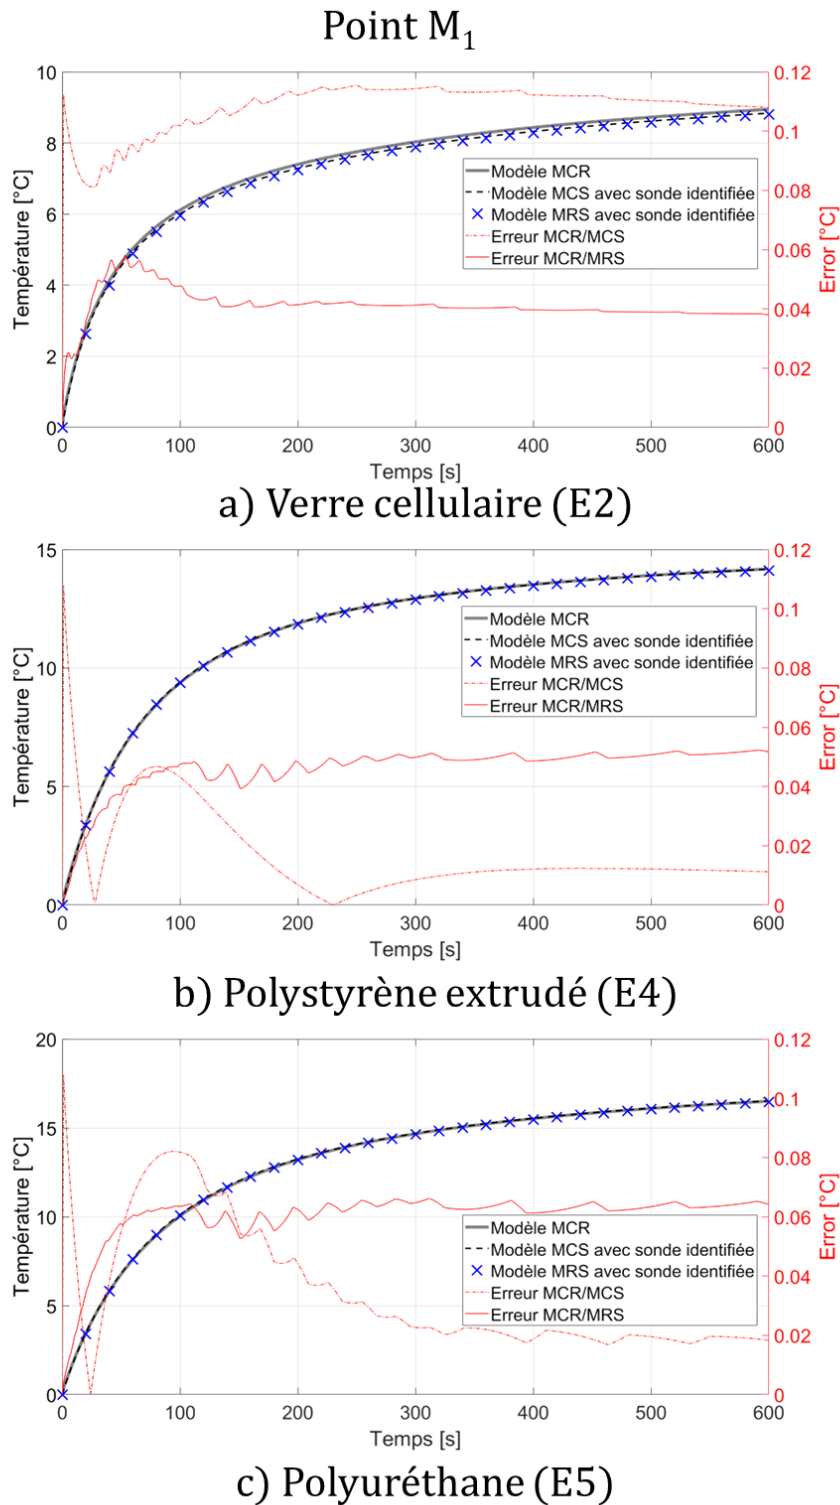 Point M₁
10
8
6
4
2
0
Température [°C]
0.12
0.1
0.08
0.06
0.04
0.02
0
Error [°C]
Modèle MCR
Modèle MCS avec sonde identifiée
Modèle MRS avec sonde identifiée
Erreur MCR/MCS
Erreur MCR/MRS
0 100 200 300 400 500 600
Temps [s]
a) Verre cellulaire (E2)
15
10
5
0
Température [°C]
0.12
0.1
0.08
0.06
0.04
0.02
0
Error [°C]
Modèle MCR
Modèle MCS avec sonde identifiée
Modèle MRS avec sonde identifiée
Erreur MCR/MCS
Erreur MCR/MRS
0 100 200 300 400 500 600
Temps [s]
b) Polystyrène extrudé (E4)
20
15
10
5
0
Température [°C]
0.12
0.1
0.08
0.06
0.04
0.02
0
Error [°C]
Modèle MCR
Modèle MCS avec sonde identifiée
Modèle MRS avec sonde identifiée
Erreur MCR/MCS
Erreur MCR/MRS
0 100 200 300 400 500 600
Temps [s]
c) Polyuréthane (E5)